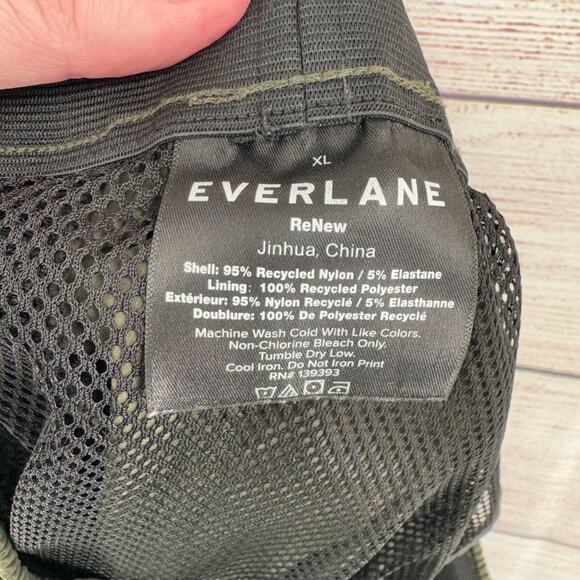 XL
EVERLANE
ReNew
Jinhua, China
Shell: 95% Recycled Nylon / 5% Elastane
Lining: 100% Recycled Polyester
Extérieur: 95% Nylon Recyclé / 5% Elasthanne
Doublure: 100% De Polyester Recyclé
Machine Wash Cold With Like Colors.
Non-Chlorine Bleach Only.
Tumble Dry Low.
Cool Iron. Do Not Iron Print
RN# 139393